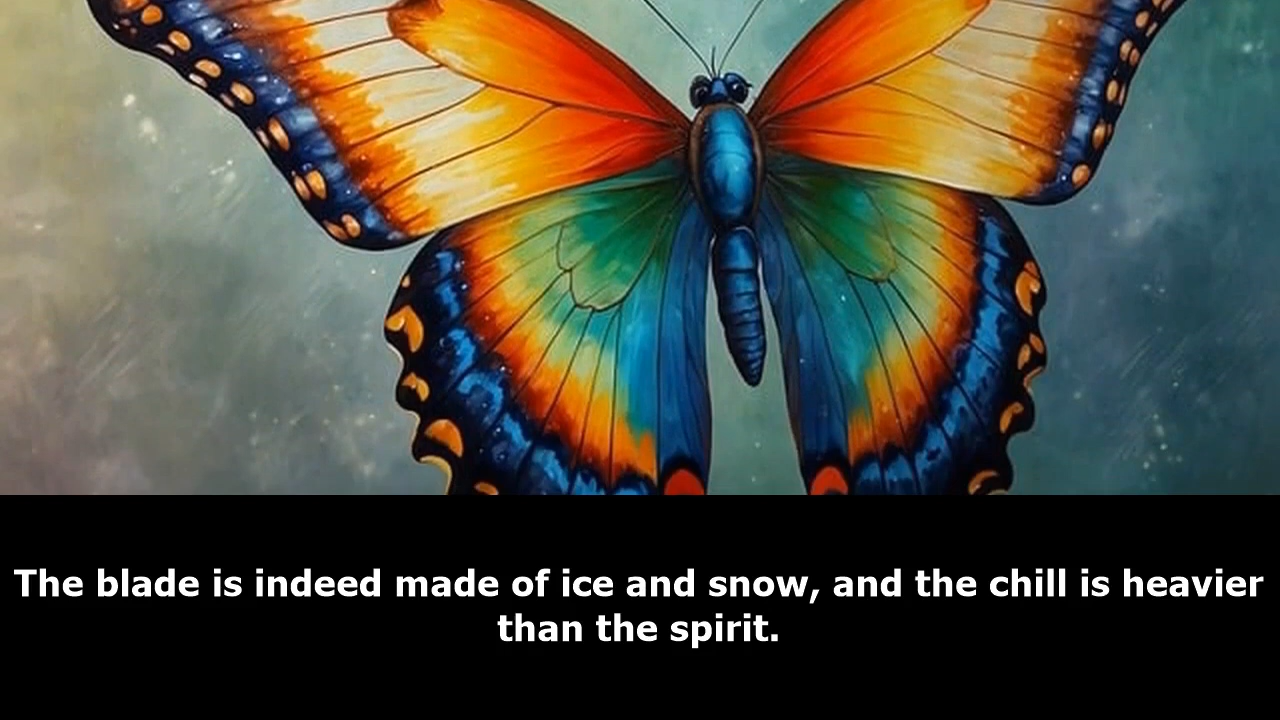 The blade is indeed made of ice and snow, and the chill is heavier
than the spirit.